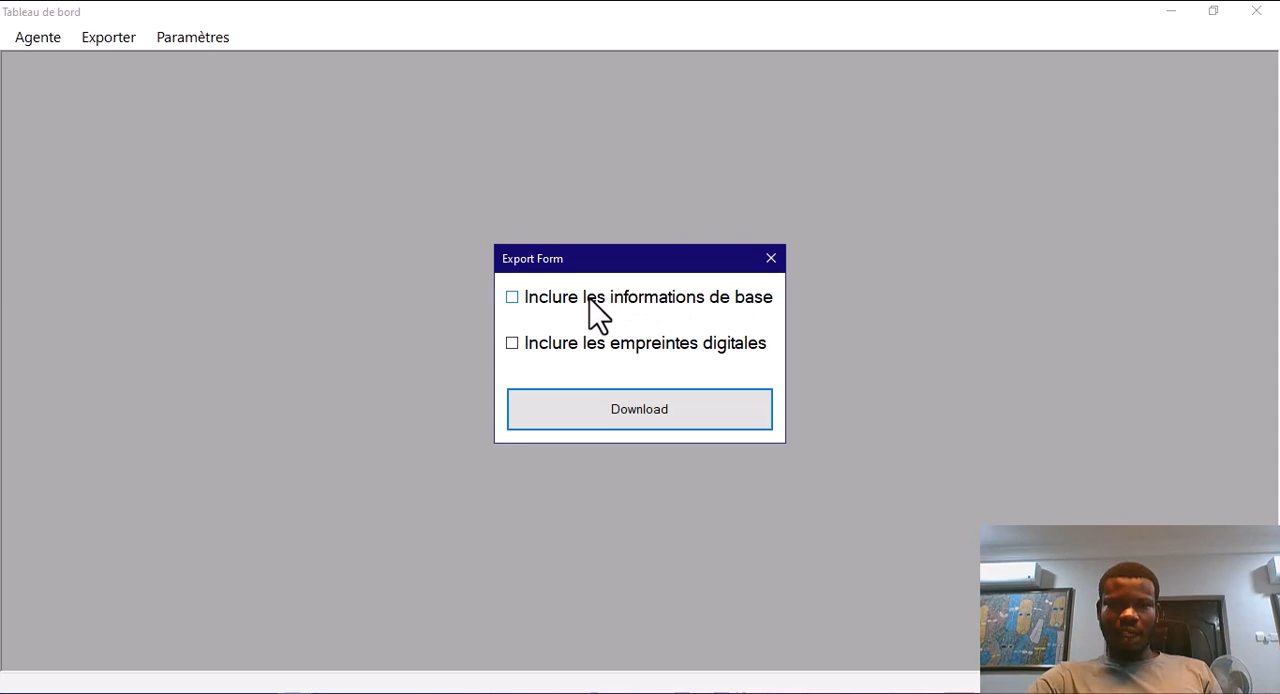 Tableau de bord
Agente Exporter Paramètres
Export Form
Inclure les informations de base
Inclure les empreintes digitales
Download